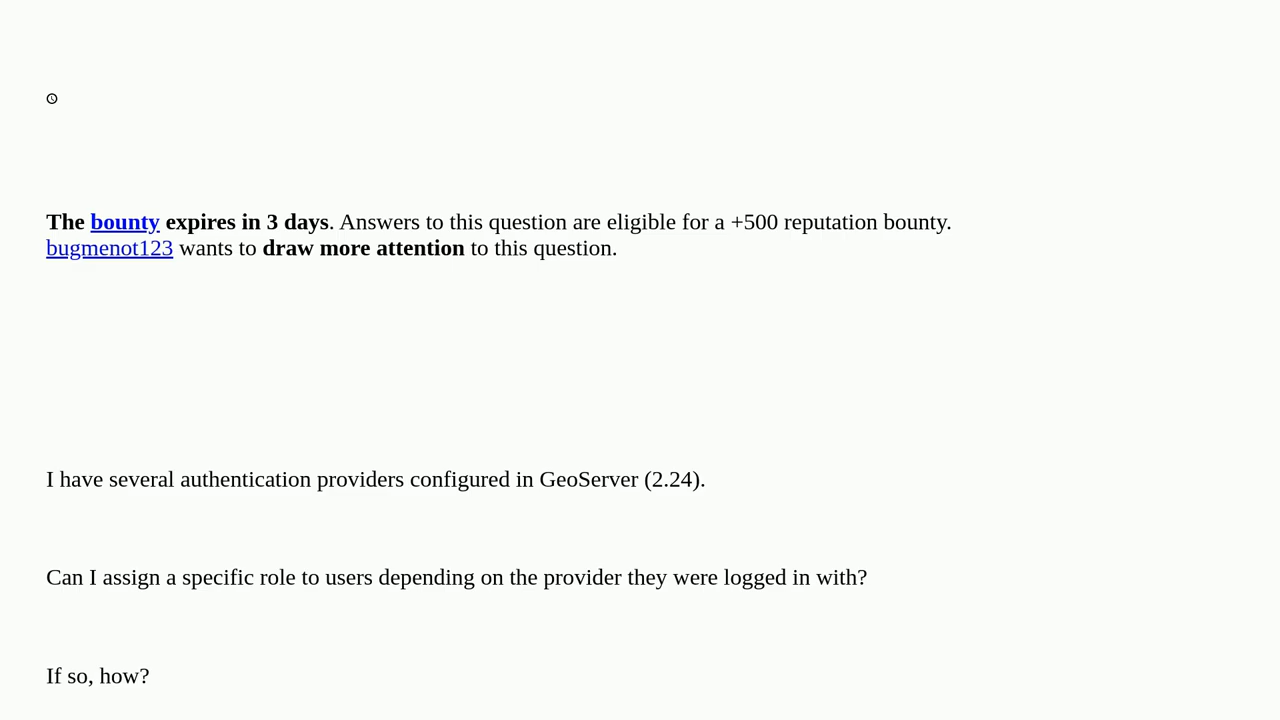 The bounty expires in 3 days. Answers to this question are eligible for a +500 reputation bounty.
bugmenot123 wants to draw more attention to this question.
I have several authentication providers configured in GeoServer (2.24).
Can I assign a specific role to users depending on the provider they were logged in with?
If so, how?